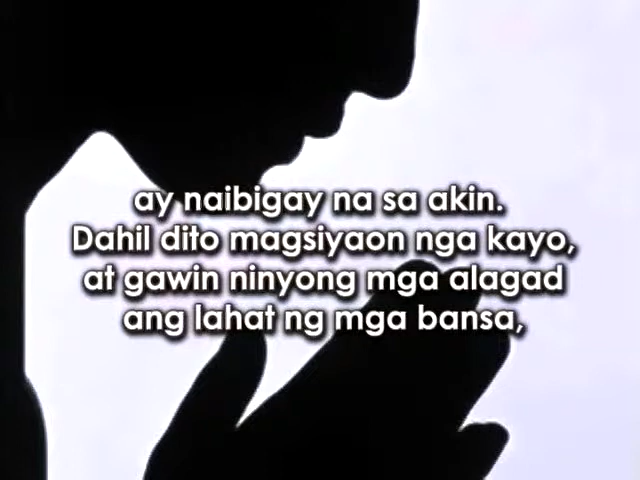 ay naibigay na sa akin.
Dahil dito magsiyaon nga kayo,
at gawin ninyong mga alagad
ang lahat ng mga bansa,